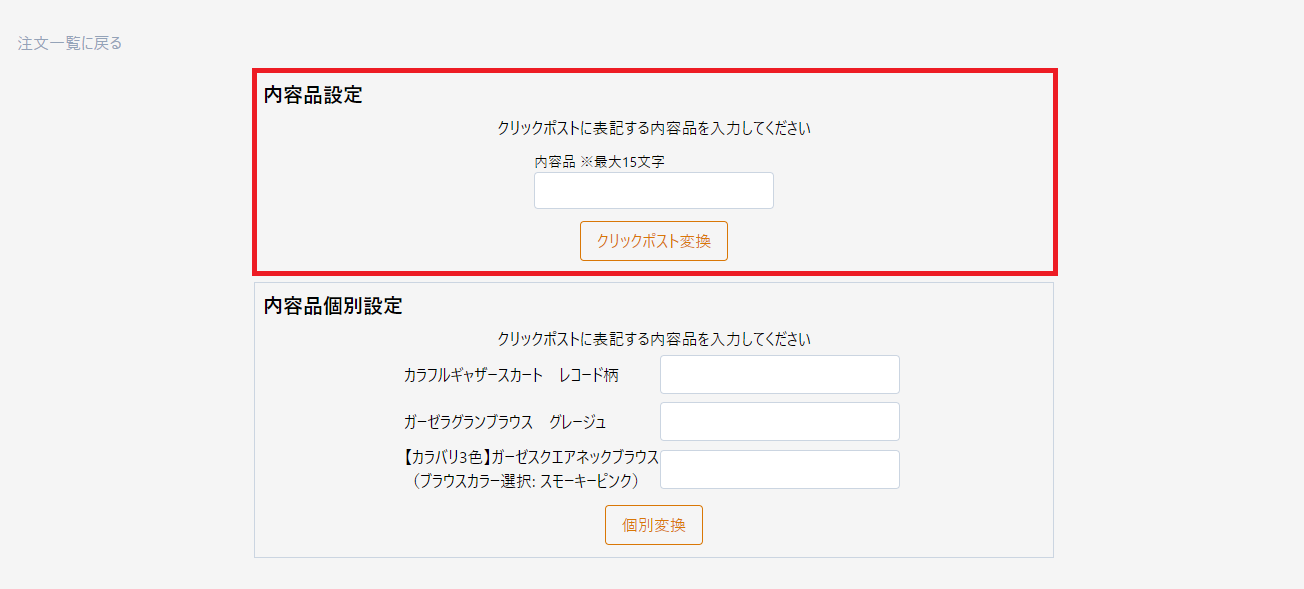 注文一覧に戻る
内容品設定
クリックポストに表記する内容品を入力してください
内容品 ※最大15文字
クリックポスト変換
内容品個別設定
クリックポストに表記する内容品を入力してください
カラフルギャザースカート　レコード柄
ガーゼラグランブラウス　グレージュ
【カラバリ3色】ガーゼスクエアネックブラウス
（ブラウスカラー選択: スモーキーピンク）
個別変換